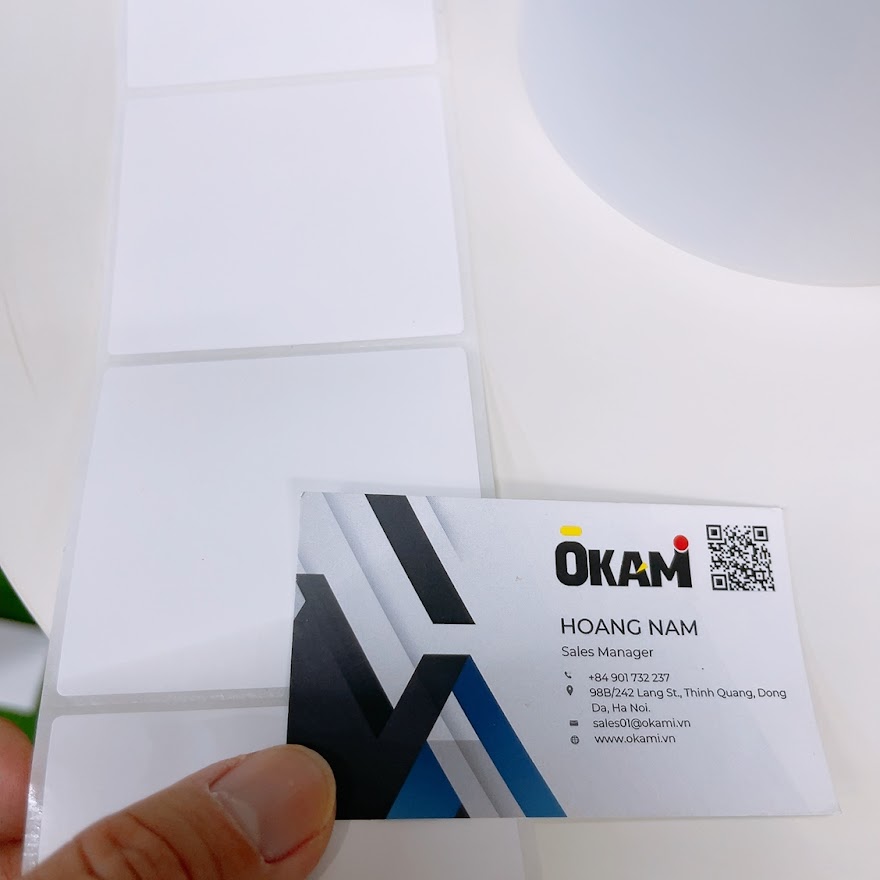 ŌKAMI
HOANG NAM
Sales Manager
+84 901 732 237
98B/242 Lang St., Thinh Quang, Dong
Da, Ha Noi.
sales01@okami.vn
www.okami.vn